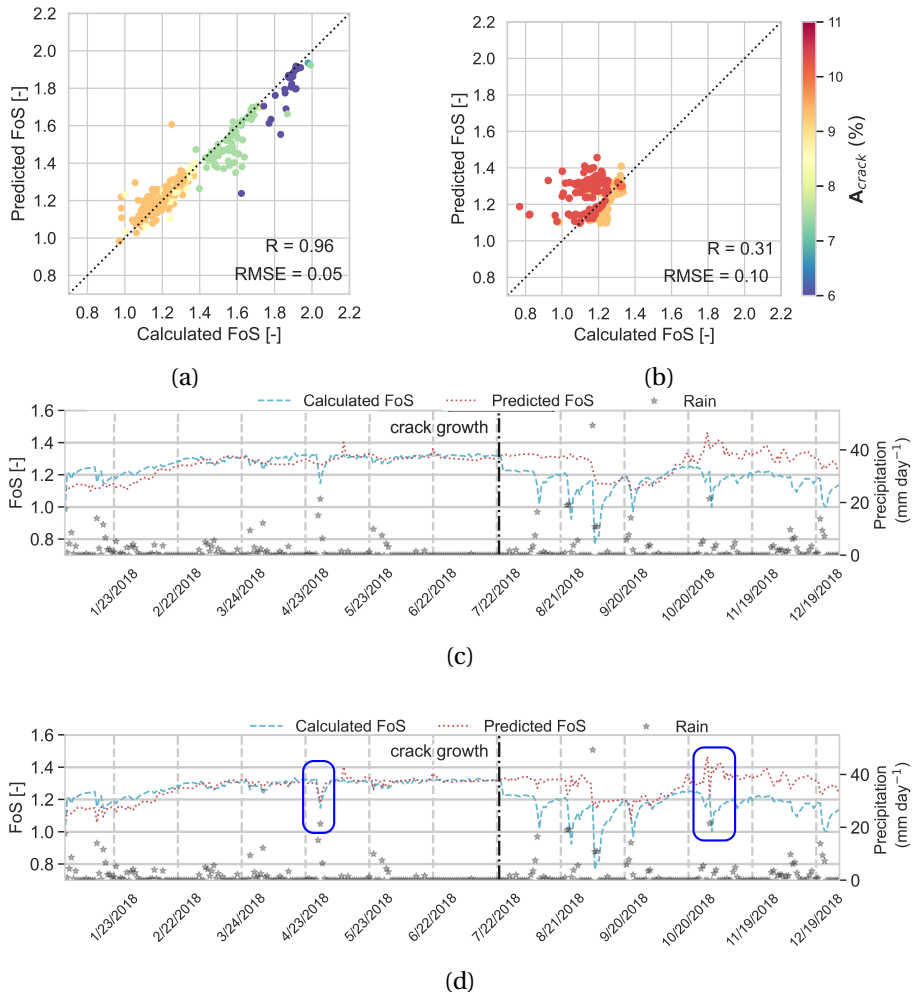 2.2
2.0
1.8
1.6
1.4
1.2
1.0
0.8
Predicted FoS [-]
R = 0.96
RMSE = 0.05
0.8 1.0 1.2 1.4 1.6 1.8 2.0 2.2
Calculated FoS [-]
(a)
2.2
2.0
1.8
1.6
1.4
1.2
1.0
0.8
Predicted FoS [-]
R = 0.31
RMSE = 0.10
0.8 1.0 1.2 1.4 1.6 1.8 2.0 2.2
Calculated FoS [-]
(b)
11
10
9
8
7
6
Acrack (%)
Calculated FoS Predicted FoS Rain
crack growth
1.6
1.4
1.2
1.0
0.8
FoS [-]
40
20
0
Precipitation
(mm day−1)
1/23/2018 2/22/2018 3/24/2018 4/23/2018 5/23/2018 6/22/2018 7/22/2018 8/21/2018 9/20/2018 10/20/2018 11/19/2018 12/19/2018
(c)
Calculated FoS Predicted FoS Rain
crack growth
1.6
1.4
1.2
1.0
0.8
FoS [-]
40
20
0
Precipitation
(mm day−1)
1/23/2018 2/22/2018 3/24/2018 4/23/2018 5/23/2018 6/22/2018 7/22/2018 8/21/2018 9/20/2018 10/20/2018 11/19/2018 12/19/2018
(d)